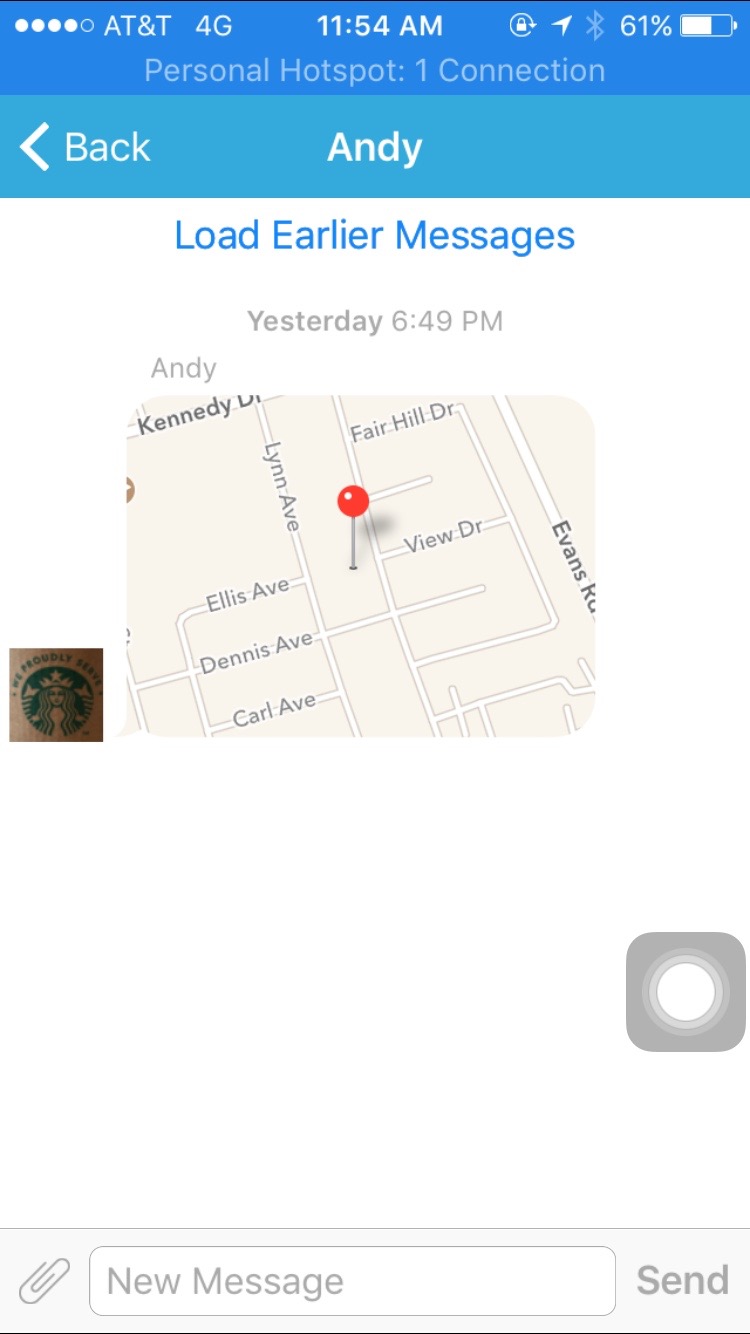 AT&T 4G 11:54 AM 61%
Personal Hotspot: 1 Connection
Back Andy
Load Earlier Messages
Yesterday 6:49 PM
Andy
Kennedy
Fair Hill Dr
Lynn Ave
View Dr
Evans
Ellis Ave
Dennis Ave
Carl Ave
WE PROUDLY SERVE
New Message Send